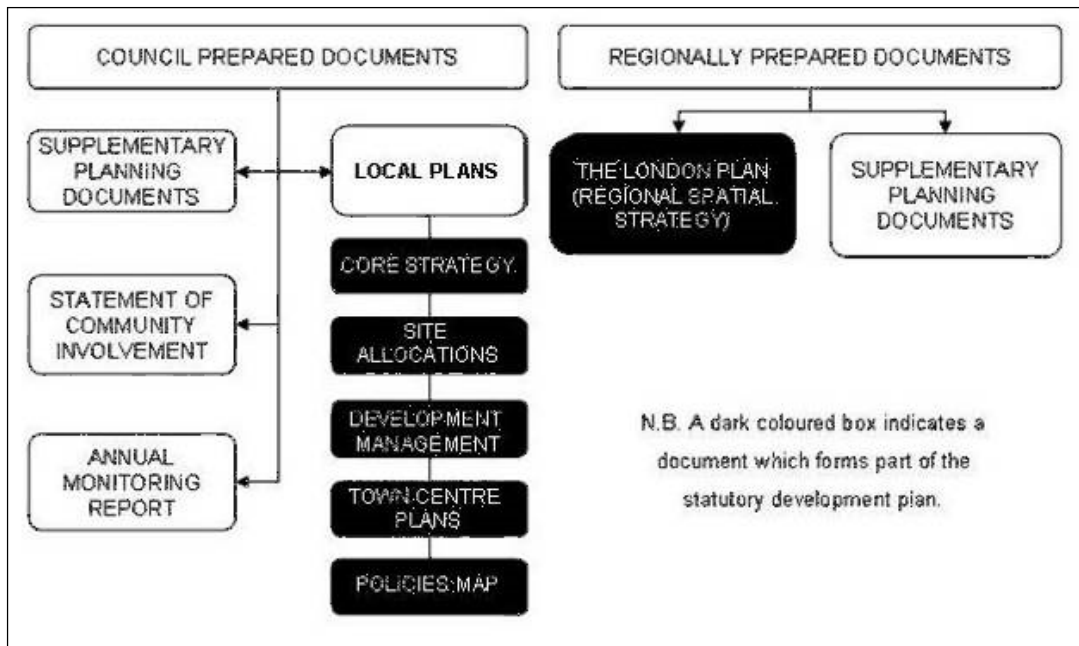 COUNCIL PREPARED DOCUMENTS
REGIONALLY PREPARED DOCUMENTS
SUPPLEMENTARY
PLANNING
DOCUMENTS
LOCAL PLANS
THE LONDON PLAN
(REGIONAL SPATIAL
STRATEGY)
SUPPLEMENTARY
PLANNING
DOCUMENTS
CORE STRATEGY
STATEMENT OF
COMMUNITY
INVOLVEMENT
SITE
ALLOCATIONS
DEVELOPMENT
MANAGEMENT
N.B. A dark coloured box indicates a
document which forms part of the
statutory development plan.
ANNUAL
MONITORING
REPORT
TOWN CENTRE
PLANS
POLICIES MAP